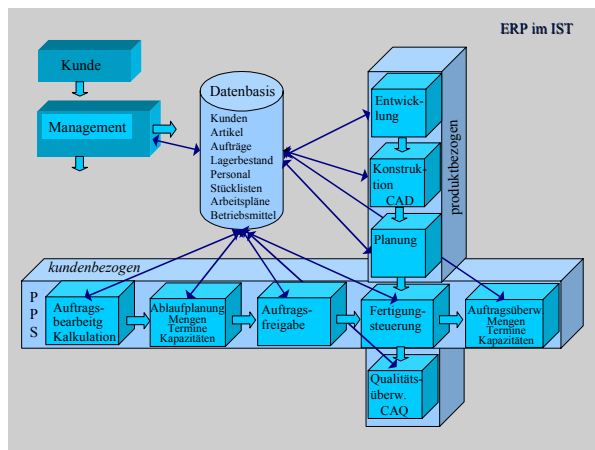 ERP im IST
Kunde
Management
Datenbasis
Kunden
Artikel
Aufträge
Lagerbestand
Personal
Stücklisten
Arbeitspläne
Betriebsmittel
Entwick-
lung
Konstruk-
tion
CAD
Planung
produktbezogen
kundenbezogen
P
P
S
Auftrags-
bearbeitg
Kalkulation
Ablaufplanung
Mengen
Termine
Kapazitäten
Auftrags-
freigabe
Fertigung-
steuerung
Auftragsüberw.
Mengen
Termine
Kapazitäten
Qualitäts-
überw.
CAQ